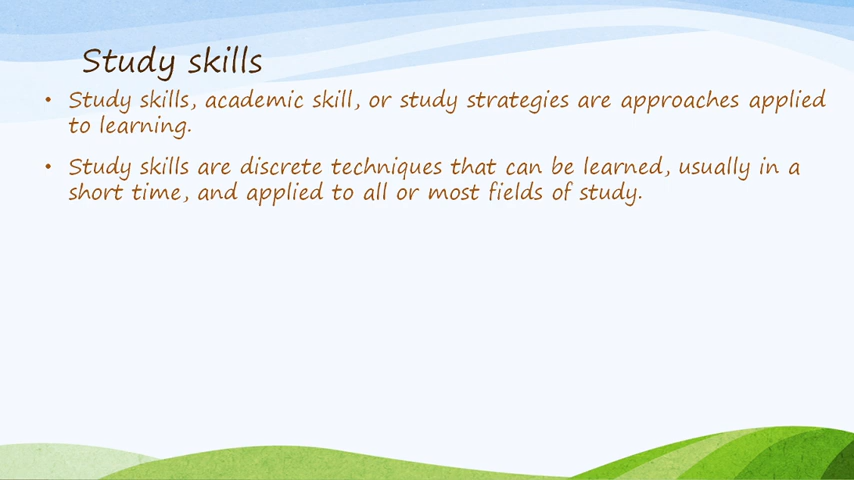 Study skills
• Study skills, academic skill, or study strategies are approaches applied
to learning.
• Study skills are discrete techniques that can be learned, usually in a
short time, and applied to all or most fields of study.